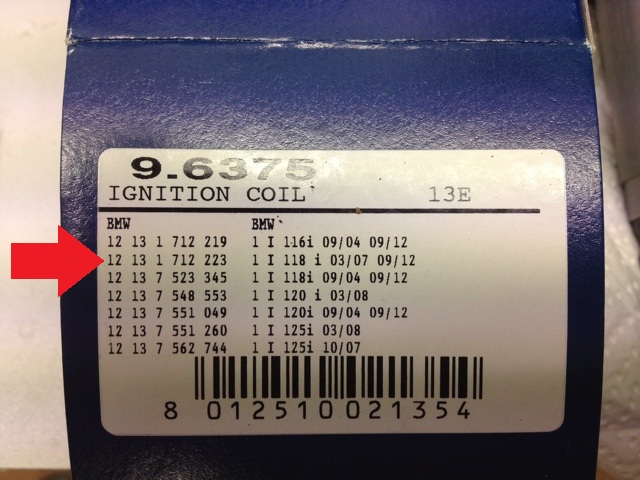 9.6375
IGNITION COIL 13E
BMW BMW
12 13 1 712 219 1 I 116i 09/04 09/12
12 13 1 712 223 1 I 118 i 03/07 09/12
12 13 7 523 345 1 I 118i 09/04 09/12
12 13 7 548 553 1 I 120 i 03/08
12 13 7 551 049 1 I 120i 09/04 09/12
12 13 7 551 260 1 I 125i 03/08
12 13 7 562 744 1 I 125i 10/07
8 012510 021354